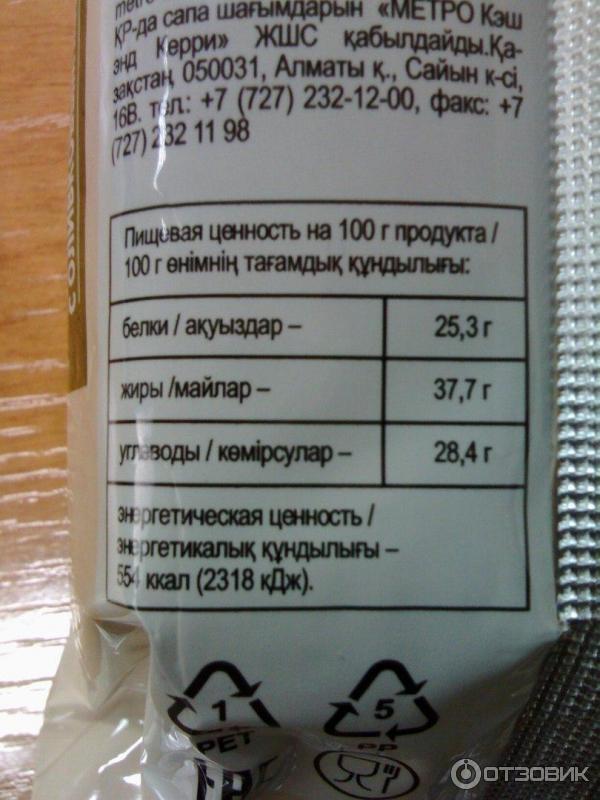 metro
ҚР-да сапа шағымдарын «МЕТРО Кэш
энд Керри» ЖШС қабылдайды.Қа-
зақстан, 050031, Алматы қ., Сайын к-сі,
16В. тел.: +7 (727) 232-12-00, факс: +7
(727) 232 11 98
Пищевая ценность на 100 г продукта /
100 г өнімнің тағамдық құндылығы:
белки / ақуыздар – 25,3 г
жиры /майлар – 37,7 г
углеводы / көмірсулар – 28,4 г
энергетическая ценность /
энергетикалық құндылығы –
554 ккал (2318 кДж).
1 5
PET PP
EAC
ОТЗОВИК